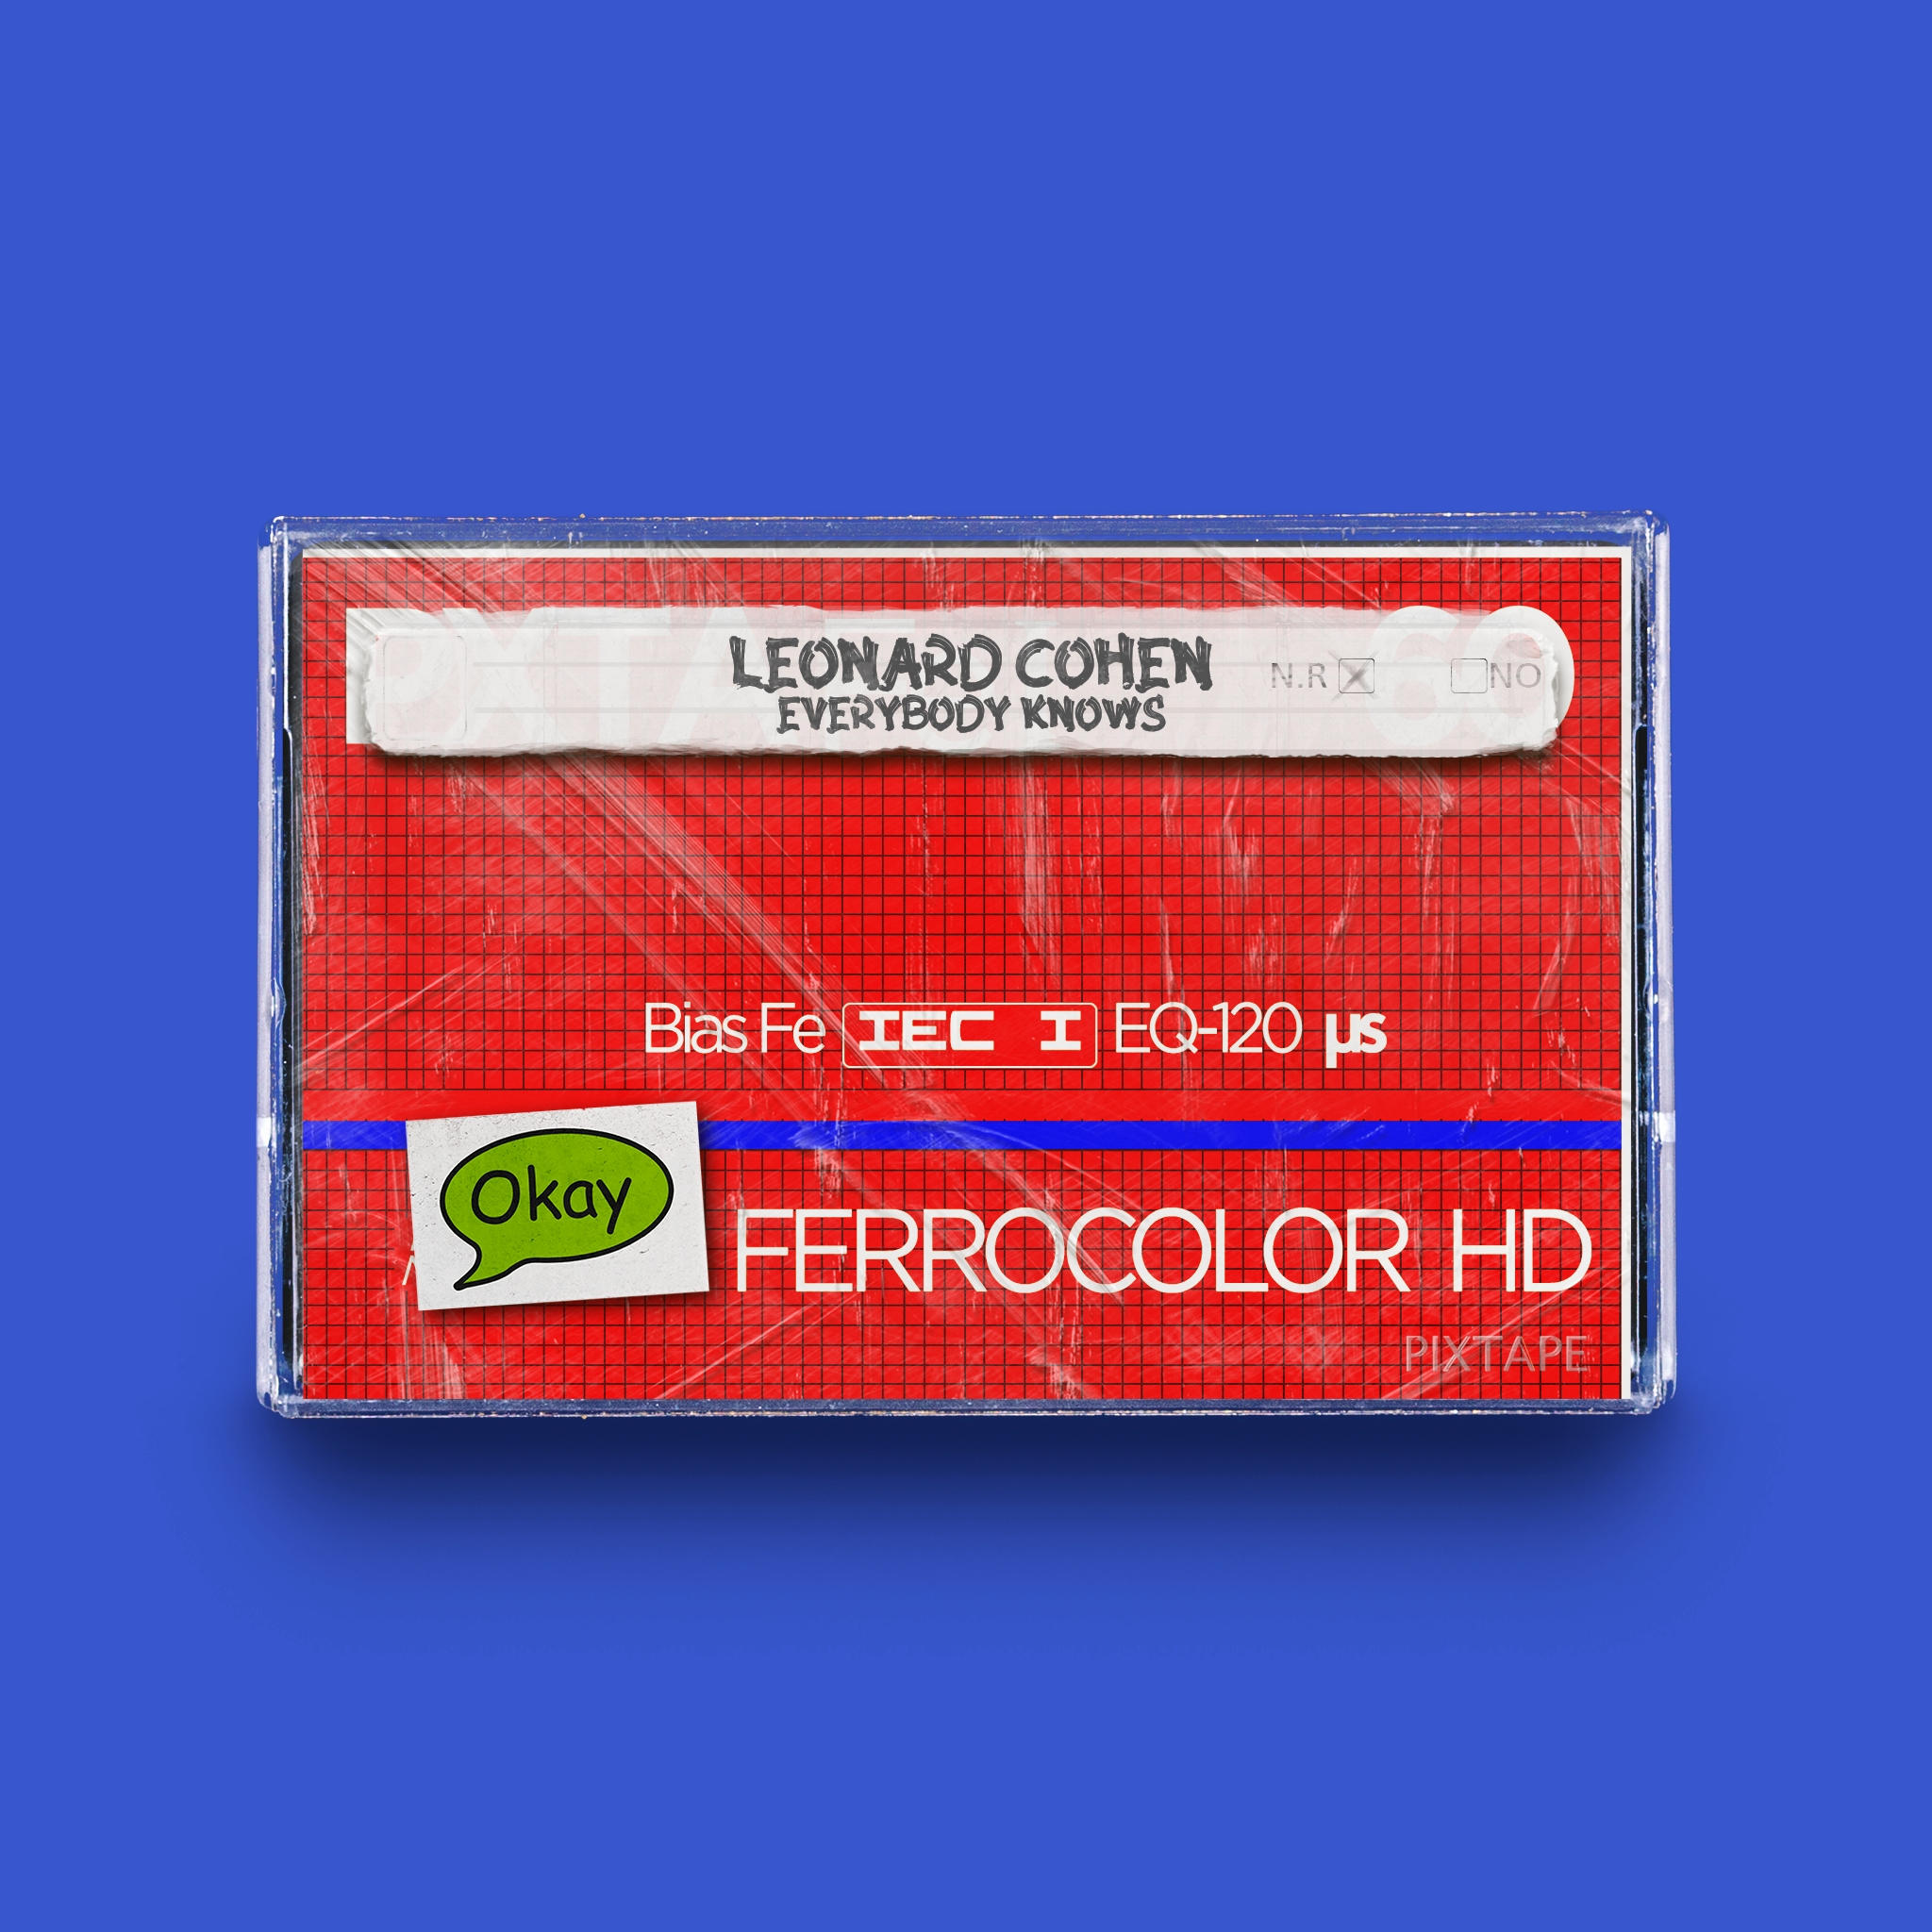 LEONARD COHEN
EVERYBODY KNOWS
N.R NO
Bias Fe IEC I EQ-120 µs
Okay
FERROCOLOR HD
PIXTAPE